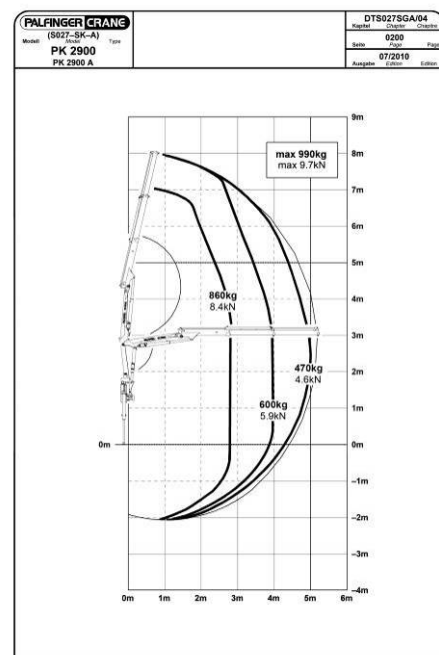 PALFINGER CRANE
(S027-SK-A)
Modell Model Type
PK 2900
PK 2900 A
DTS027SGA/04
Kapitel Chapter Chapitre
0200
Seite Page Page
07/2010
Ausgabe Edition Edition
9m
max 990kg
max 9.7kN
8m
7m
6m
5m
860kg
8.4kN
4m
3m
470kg
4.6kN
2m
600kg
5.9kN
1m
0m
0m
-1m
-2m
-3m
-4m
0m 1m 2m 3m 4m 5m 6m